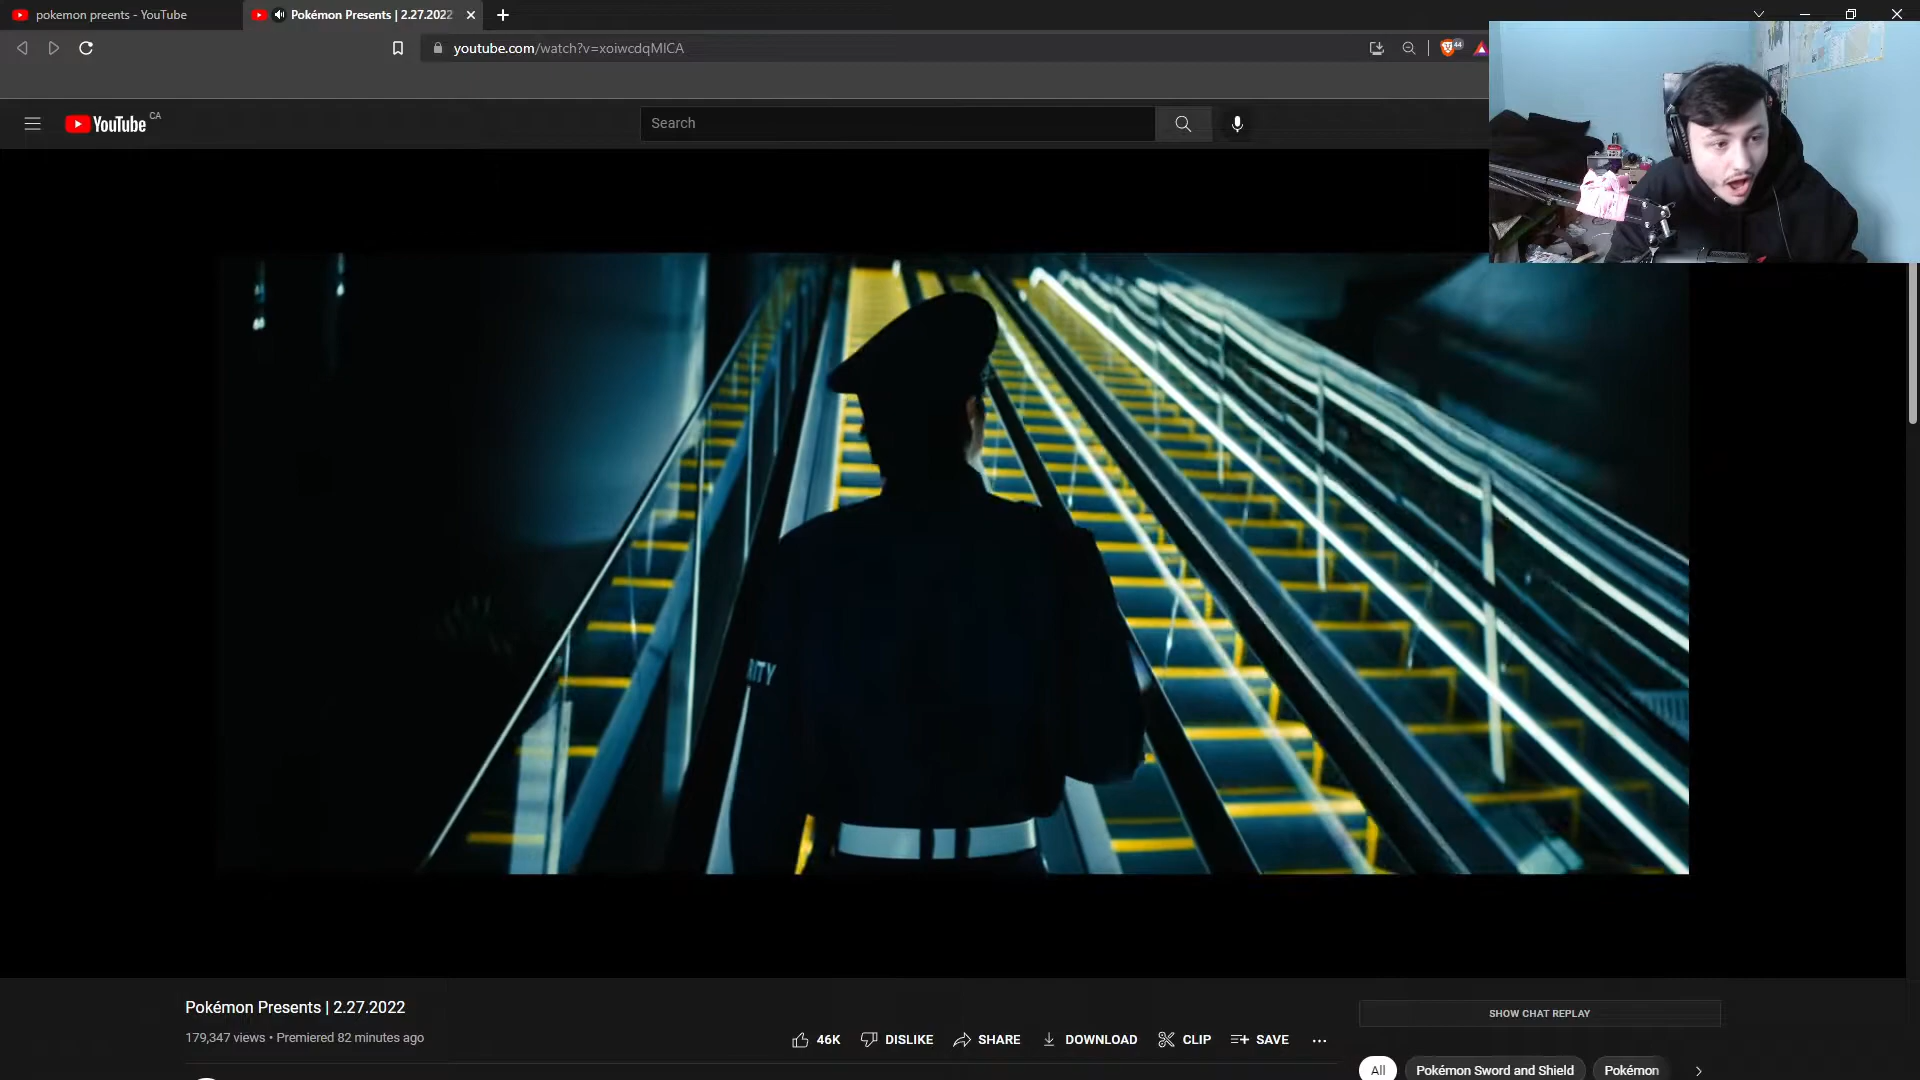 pokemon preents - YouTube
Pokémon Presents | 2.27.2022
youtube.com/watch?v=xoiwcdqMICA
44
YouTube CA
Search
RITY
Pokémon Presents | 2.27.2022
179,347 views • Premiered 82 minutes ago
46K
DISLIKE
SHARE
DOWNLOAD
CLIP
SAVE
SHOW CHAT REPLAY
All
Pokémon Sword and Shield
Pokémon